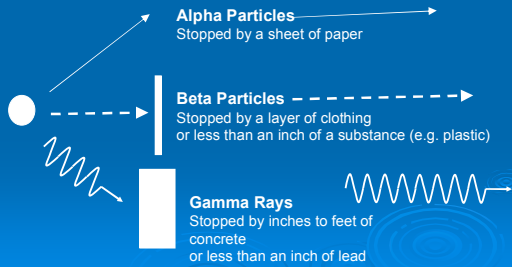 Alpha Particles
Stopped by a sheet of paper
Beta Particles
Stopped by a layer of clothing
or less than an inch of a substance (e.g. plastic)
Gamma Rays
Stopped by inches to feet of
concrete
or less than an inch of lead